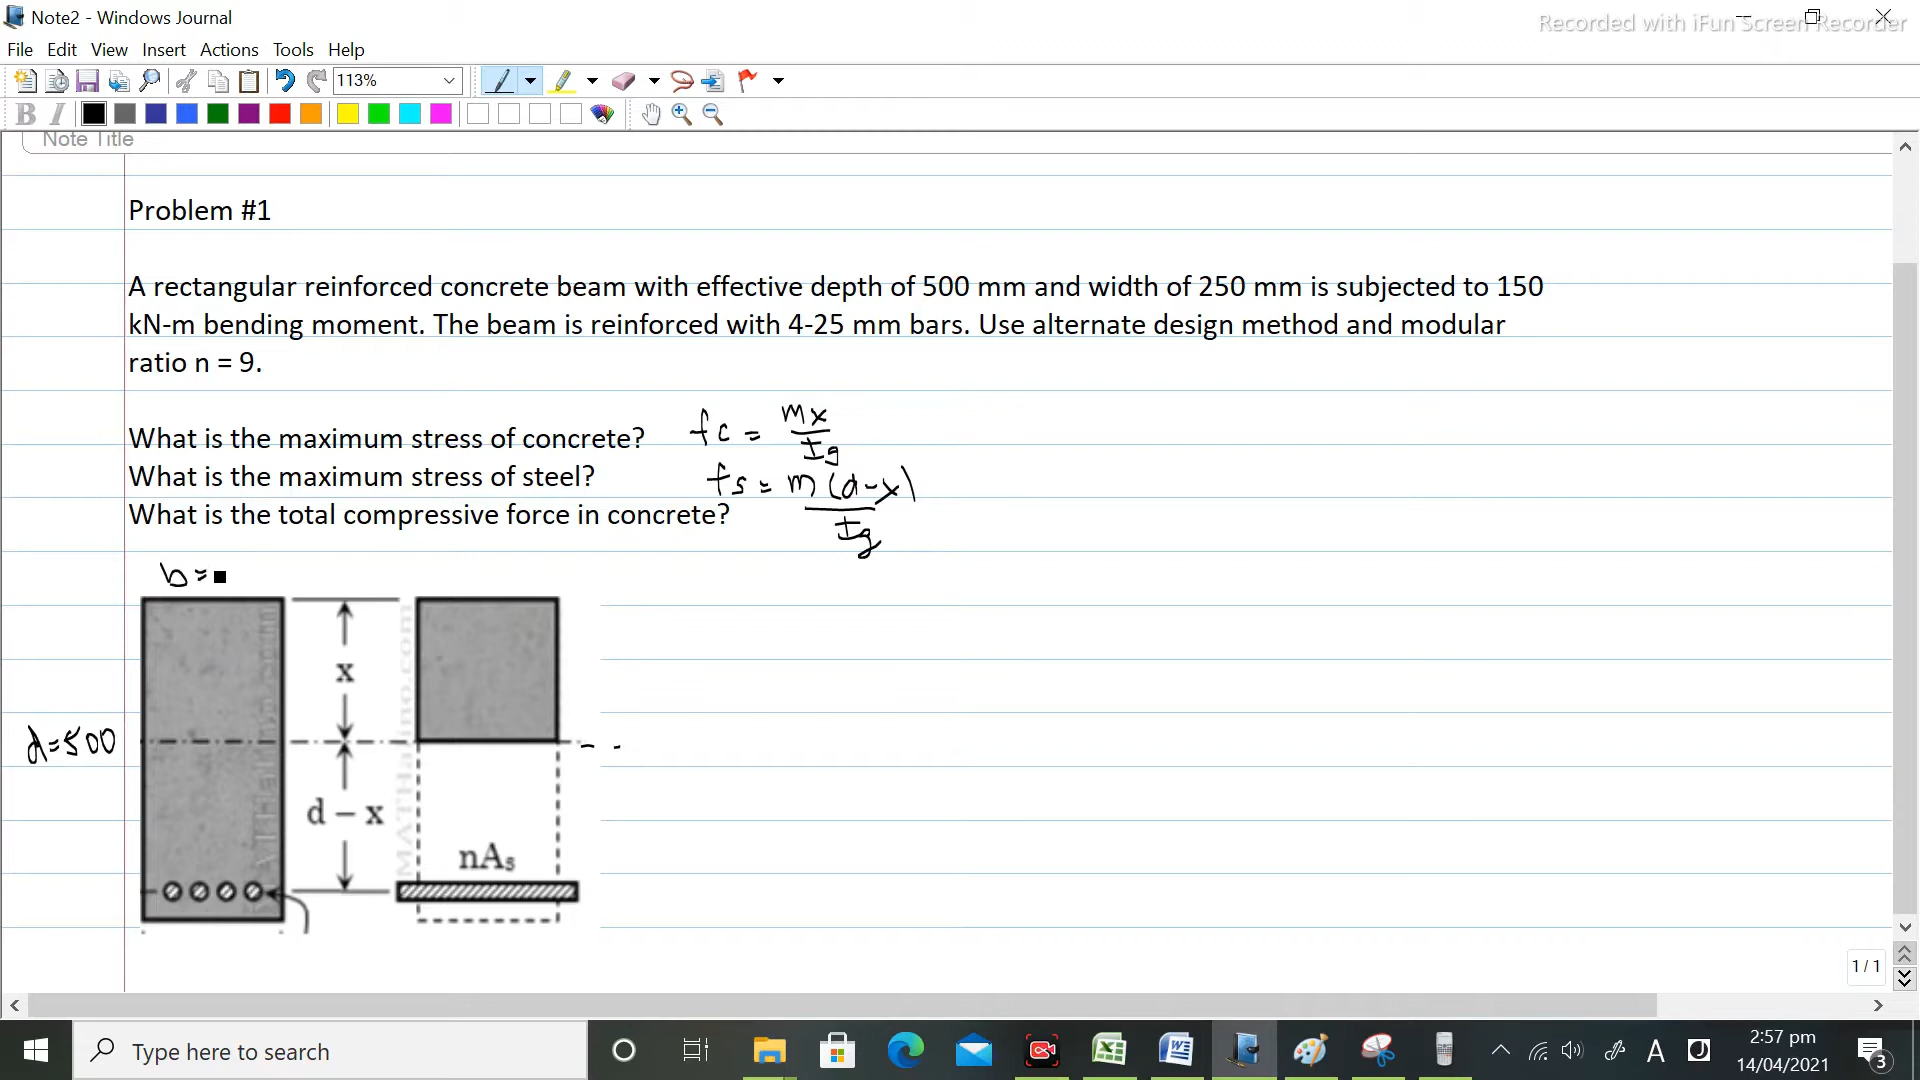 Note2 - Windows Journal
Recorded with iFun Screen Recorder
File Edit View Insert Actions Tools Help
113%
B I
Note Title
Problem #1
A rectangular reinforced concrete beam with effective depth of 500 mm and width of 250 mm is subjected to 150
kN-m bending moment. The beam is reinforced with 4-25 mm bars. Use alternate design method and modular
ratio n = 9.
What is the maximum stress of concrete? fc = mx / Ig
What is the maximum stress of steel? fs = m(d-x) / Ig
What is the total compressive force in concrete?
b =
x
d=500
d – x
nAs
MATHalino.com
1 / 1
Type here to search
A
2:57 pm
14/04/2021
3